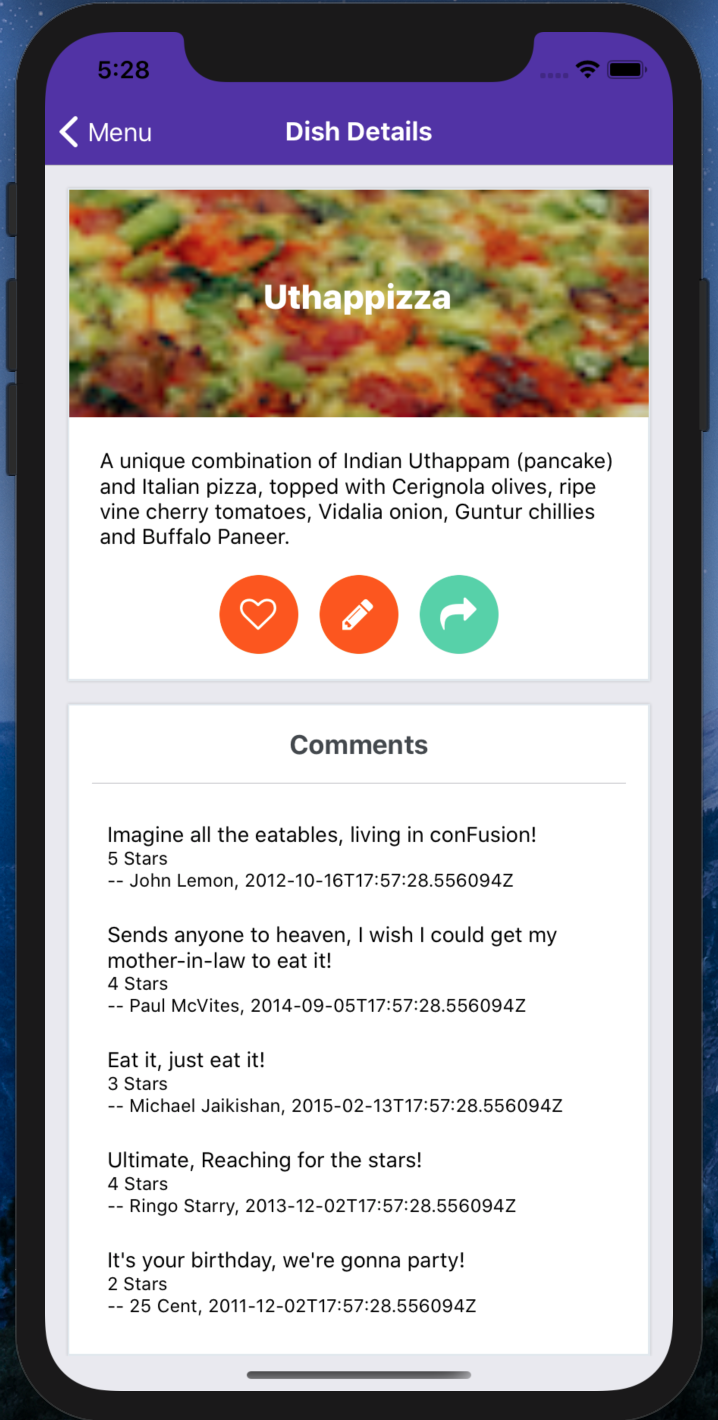 5:28
Menu
Dish Details
Uthappizza
A unique combination of Indian Uthappam (pancake)
and Italian pizza, topped with Cerignola olives, ripe
vine cherry tomatoes, Vidalia onion, Guntur chillies
and Buffalo Paneer.
Comments
Imagine all the eatables, living in conFusion!
5 Stars
-- John Lemon, 2012-10-16T17:57:28.556094Z
Sends anyone to heaven, I wish I could get my
mother-in-law to eat it!
4 Stars
-- Paul McVites, 2014-09-05T17:57:28.556094Z
Eat it, just eat it!
3 Stars
-- Michael Jaikishan, 2015-02-13T17:57:28.556094Z
Ultimate, Reaching for the stars!
4 Stars
-- Ringo Starry, 2013-12-02T17:57:28.556094Z
It's your birthday, we're gonna party!
2 Stars
-- 25 Cent, 2011-12-02T17:57:28.556094Z